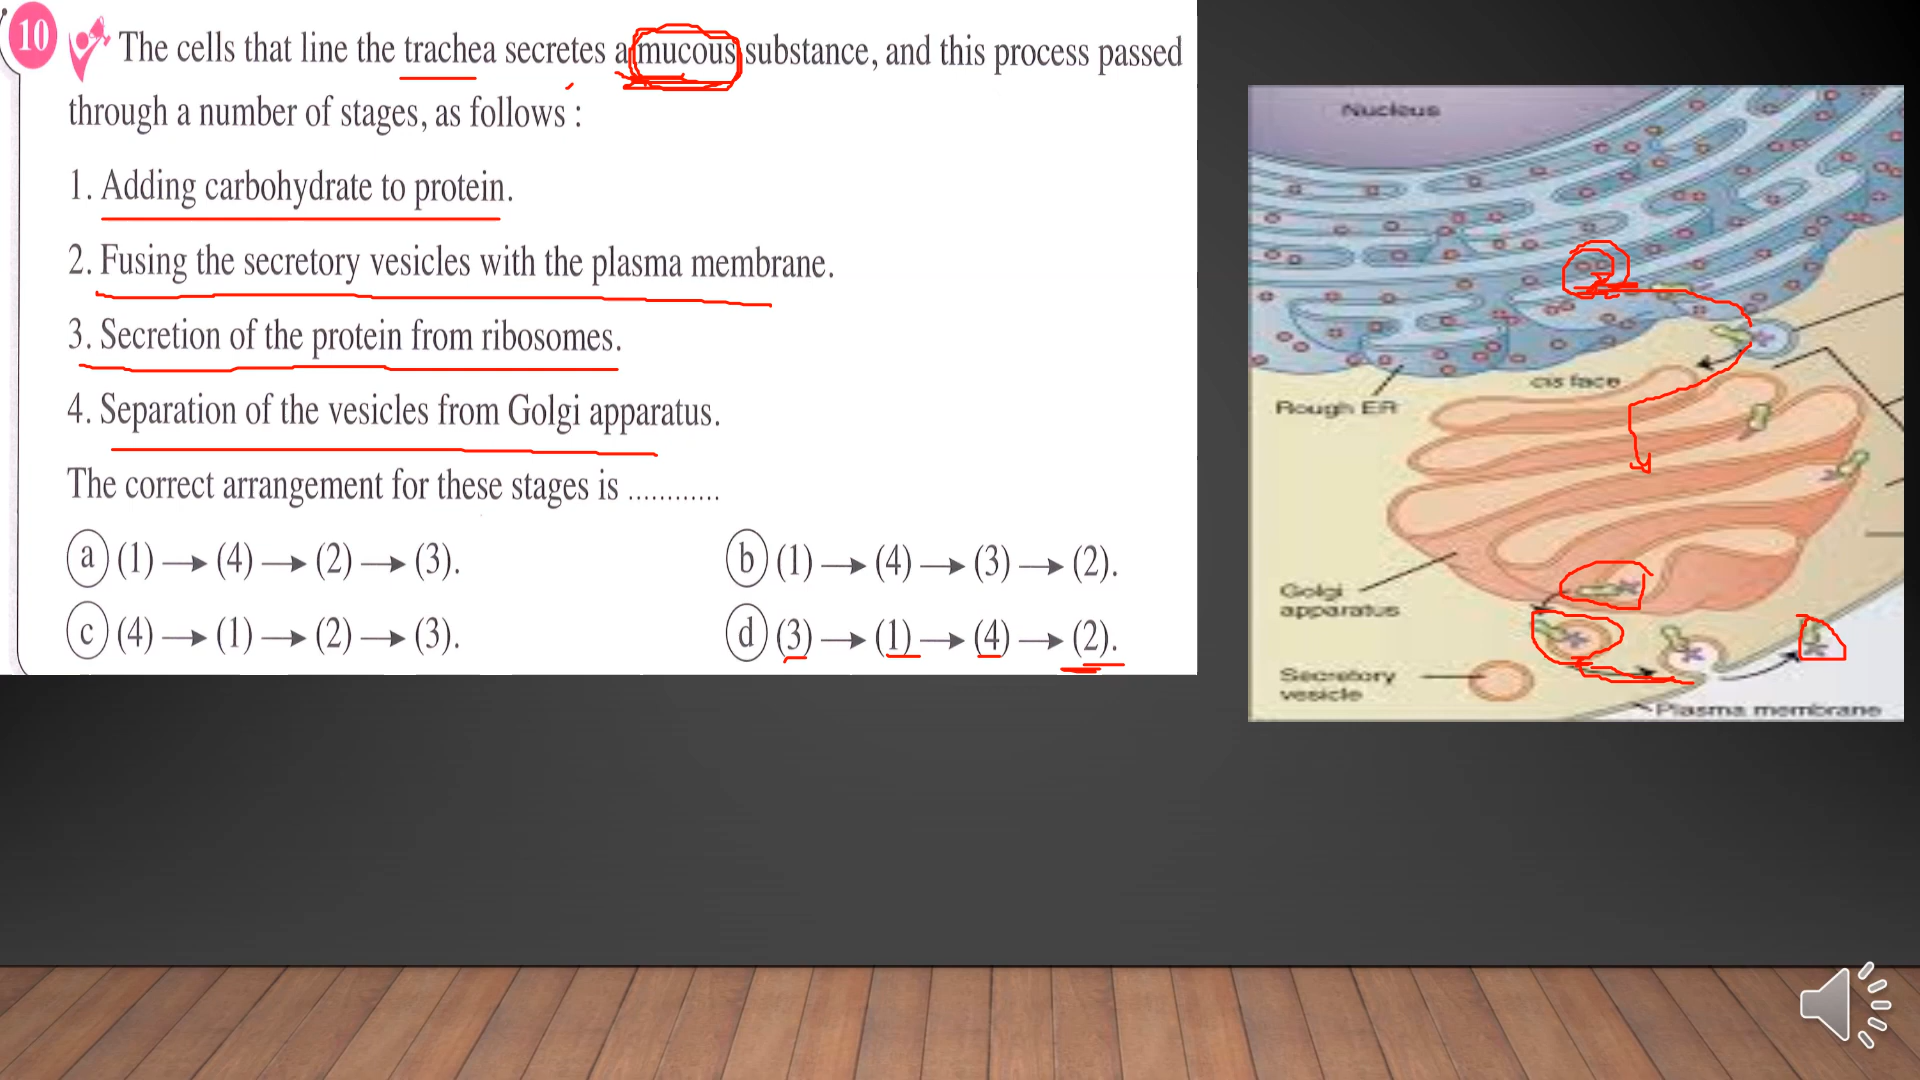 10 The cells that line the trachea secretes a mucous substance, and this process passed
through a number of stages, as follows :
1. Adding carbohydrate to protein.
2. Fusing the secretory vesicles with the plasma membrane.
3. Secretion of the protein from ribosomes.
4. Separation of the vesicles from Golgi apparatus.
The correct arrangement for these stages is ............
a (1) → (4) → (2) → (3).
b (1) → (4) → (3) → (2).
c (4) → (1) → (2) → (3).
d (3) → (1) → (4) → (2).
Nucleus
cis face
Rough ER
Golgi
apparatus
Secretory
vesicle
Plasma membrane